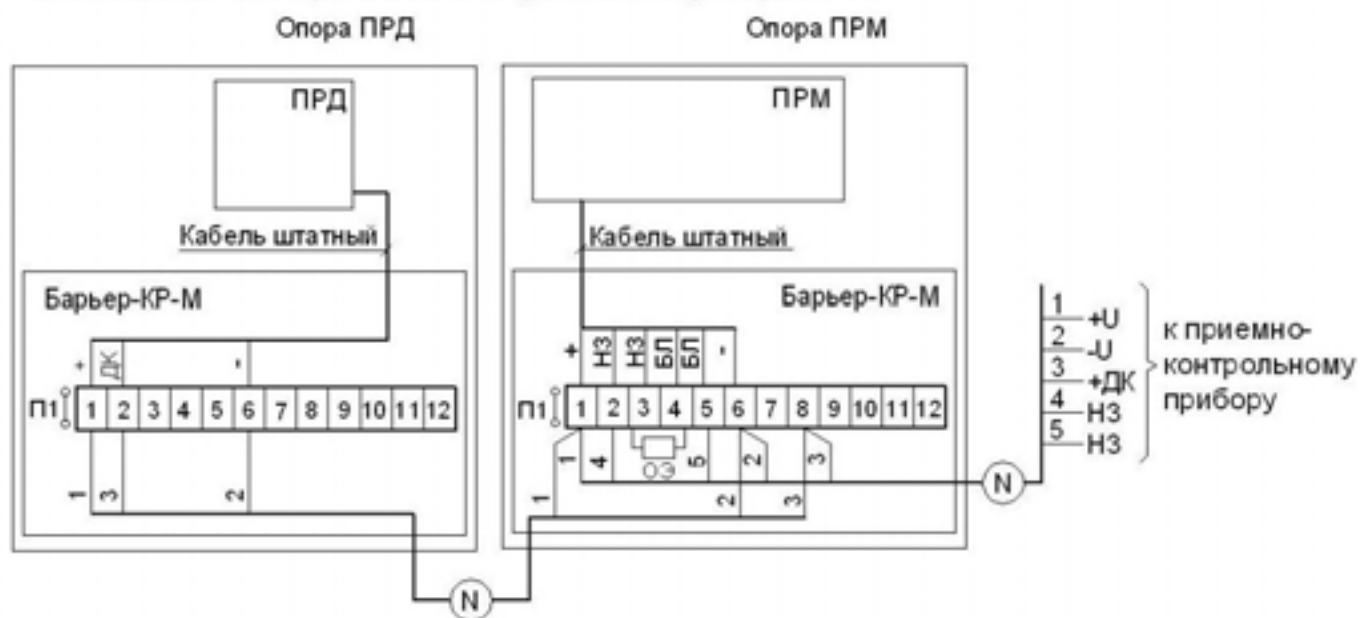 Опора ПРД
Опора ПРМ
ПРД
ПРМ
Кабель штатный
Кабель штатный
Барьер-КР-М
Барьер-КР-М
+ ДК -
П1 1 2 3 4 5 6 7 8 9 10 11 12
1 3 2
+ НЗ НЗ БЛ БЛ -
П1 1 2 3 4 5 6 7 8 9 10 11 12
1 4 ОЭ 5 2 3
1 2 3
N
N
1 +U
2 -U
3 +ДК
4 НЗ
5 НЗ
к приемно-
контрольному
прибору